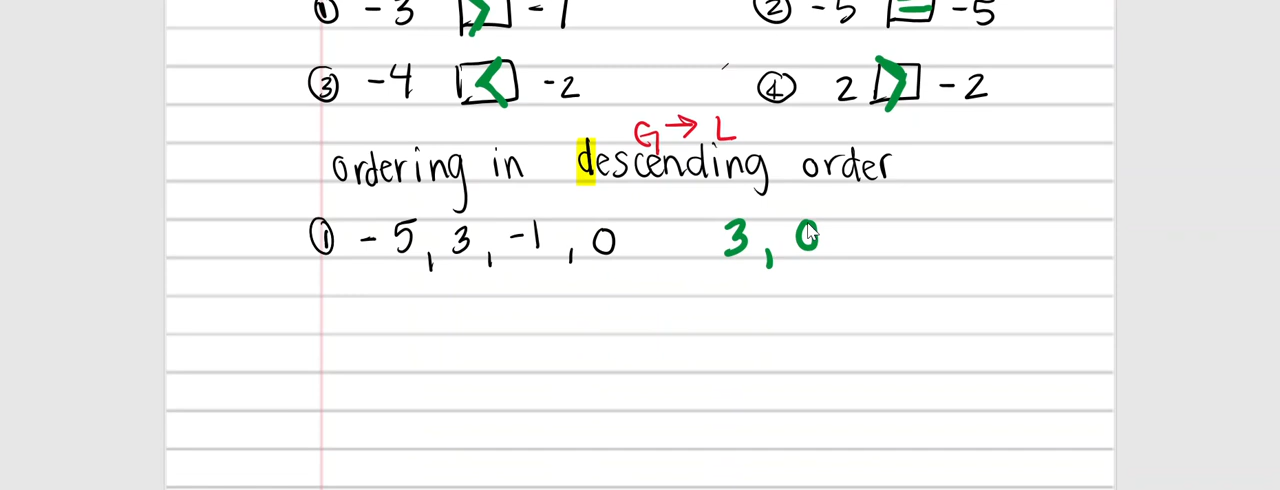 ① -3 > -7 ② -5 = -5
③ -4 < -2 ④ 2 > -2
G → L
ordering in descending order
① -5, 3, -1, 0 3, 0